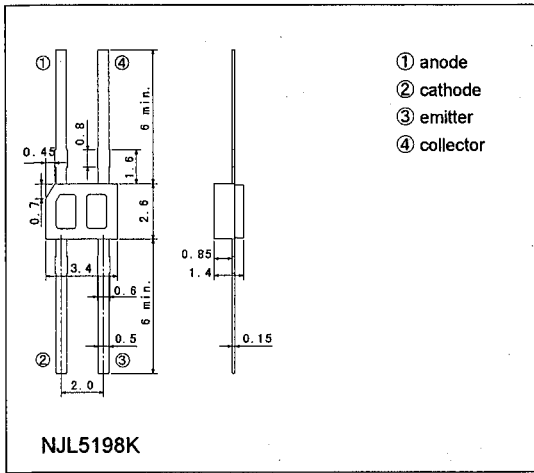 ① ④
① anode
② cathode
③ emitter
④ collector
6 min.
0.8
0.45
1.6
0.7
2.6
0.85
3.4
1.4
0.6
6 min.
0.5
0.15
② ③
2.0
NJL5198K